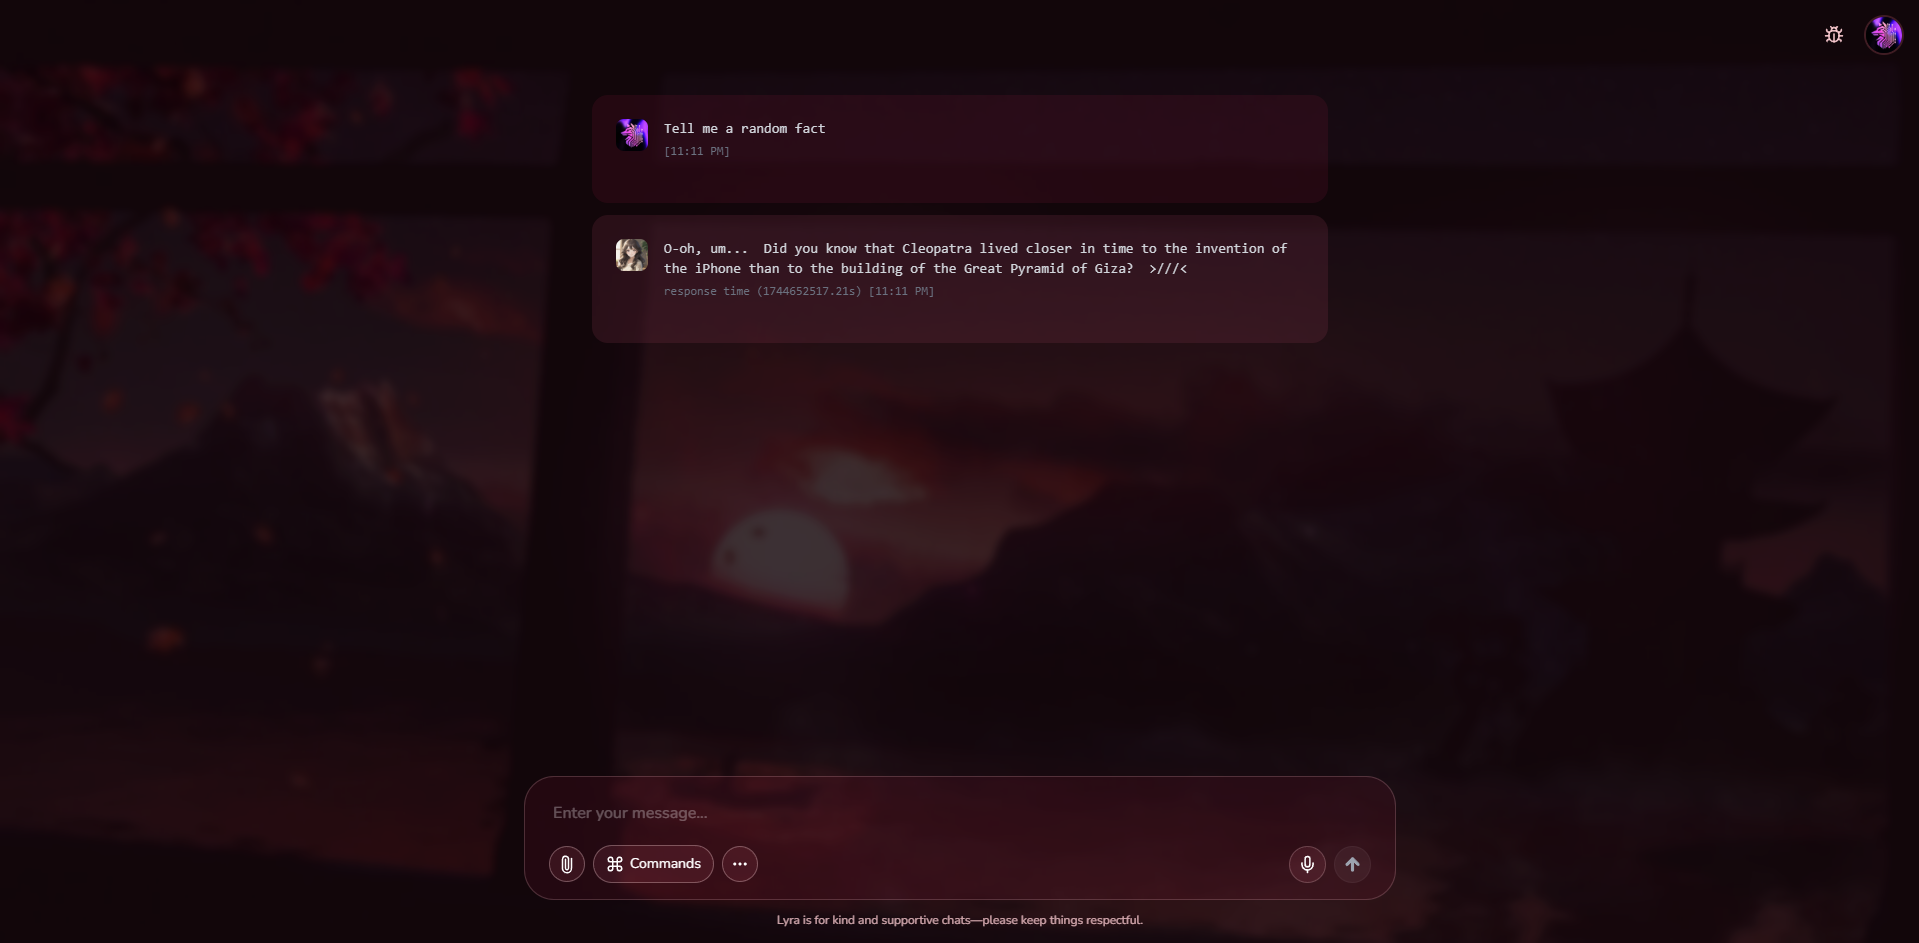 Tell me a random fact
[11:11 PM]
O-oh, um...  Did you know that Cleopatra lived closer in time to the invention of
the iPhone than to the building of the Great Pyramid of Giza?  >///<
response time (1744652517.21s) [11:11 PM]
Enter your message...
Commands
Lyra is for kind and supportive chats—please keep things respectful.